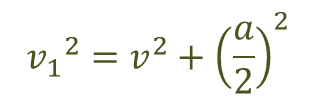 v₁² = v² + (a/2)²